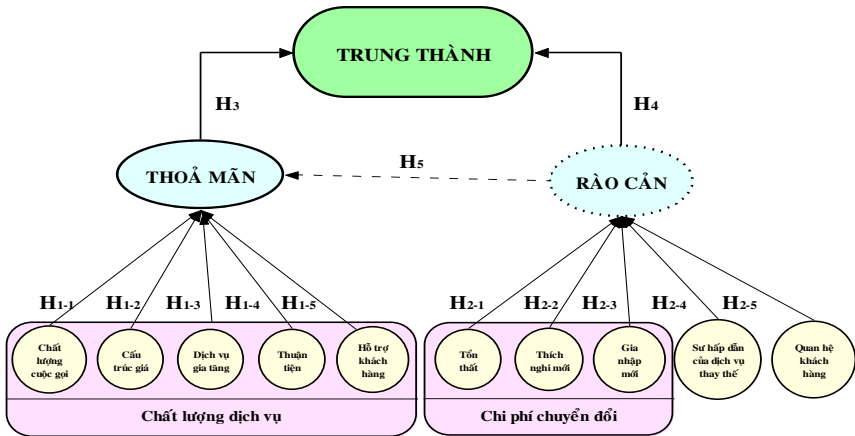 TRUNG THÀNH
H3
H4
THOẢ MÃN
H5
RÀO CẢN
H1-1
H1-2
H1-3
H1-4
H1-5
H2-1
H2-2
H2-3
H2-4
H2-5
Chất
lượng
cuộc gọi
Cấu
trúc giá
Dịch vụ
gia tăng
Thuận
tiện
Hỗ trợ
khách
hàng
Tổn
thất
Thích
nghi mới
Gia
nhập
mới
Sư hấp dẫn
của dịch vụ
thay thế
Quan hệ
khách
hàng
Chất lượng dịch vụ
Chi phí chuyển đổi